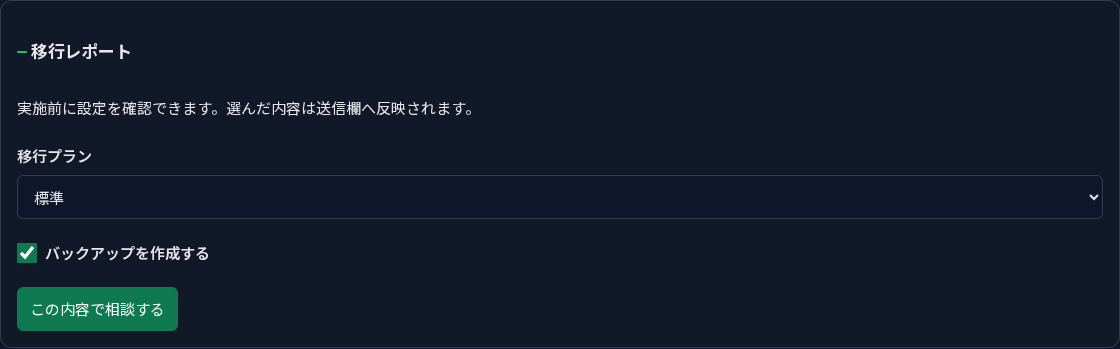 移行レポート
実施前に設定を確認できます。選んだ内容は送信欄へ反映されます。
移行プラン
標準
バックアップを作成する
この内容で相談する